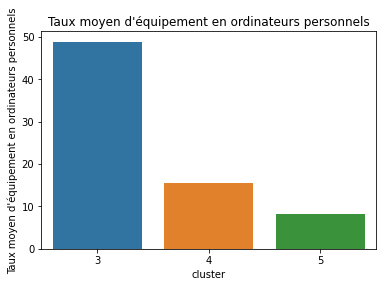 Taux moyen d'équipement en ordinateurs personnels
Taux moyen d'équipement en ordinateurs personnels
50
40
30
20
10
0
3 4 5
cluster